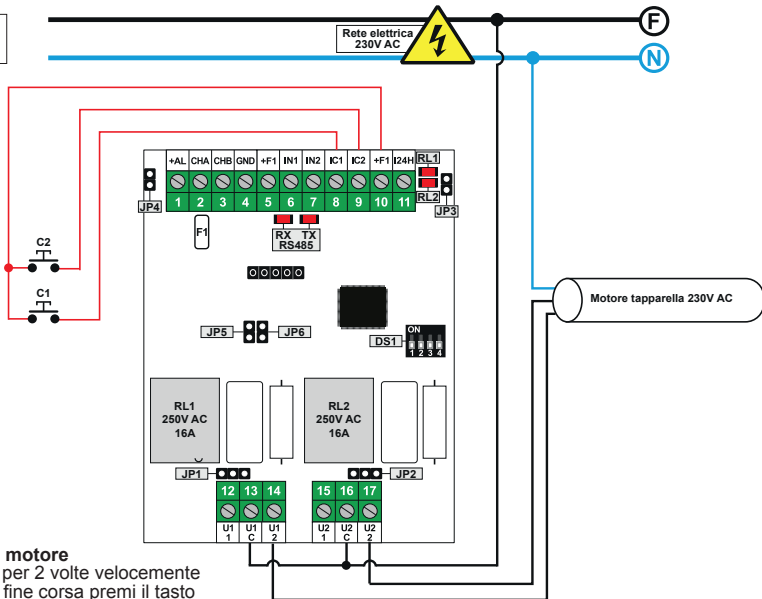 Rete elettrica
230V AC
F
N
+AL CHA CHB GND +F1 IN1 IN2 IC1 IC2 +F1 I24H
RL1
RL2
JP4
1 2 3 4 5 6 7 8 9 10 11
JP3
F1
RX TX
RS485
C2
C1
Motore tapparella 230V AC
JP5
JP6
ON
DS1
1 2 3 4
RL1
250V AC
16A
RL2
250V AC
16A
JP1
JP2
12 13 14
15 16 17
U1 1
U1 C
U1 2
U2 1
U2 C
U2 2
motore
per 2 volte velocemente
fine corsa premi il tasto